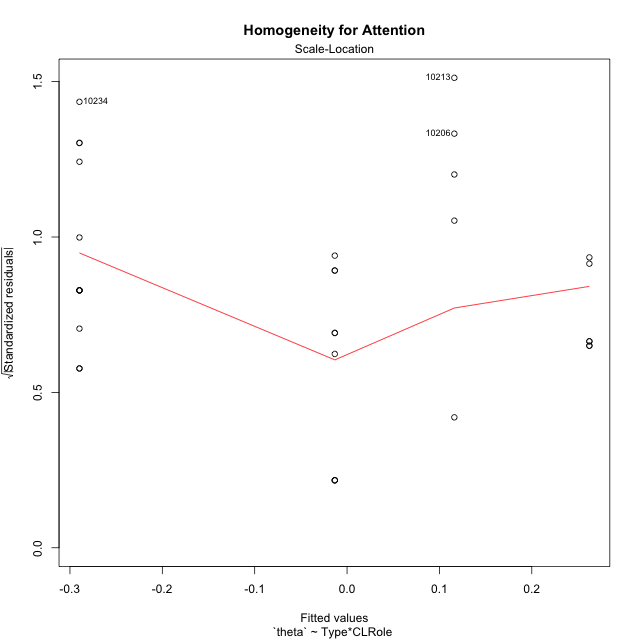 Homogeneity for Attention
Scale-Location
1.5
1.0
0.5
0.0
√|Standardized residuals|
10234
10213
10206
-0.3 -0.2 -0.1 0.0 0.1 0.2
Fitted values
`theta` ~ Type*CLRole